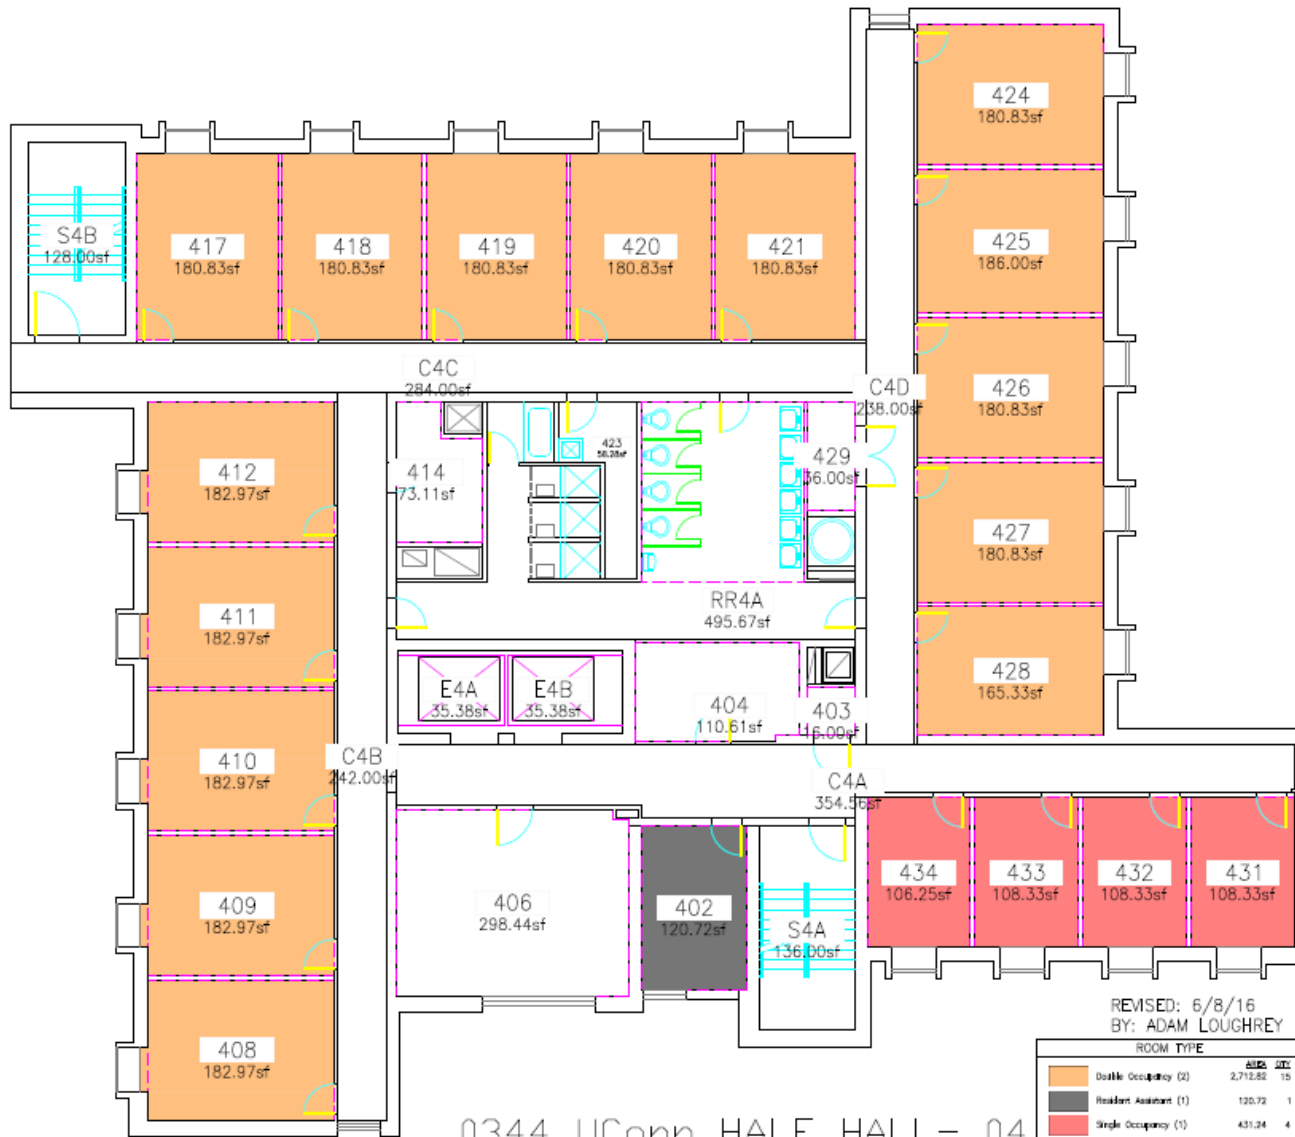 424
180.83sf
S4B
128.00sf
417
180.83sf
418
180.83sf
419
180.83sf
420
180.83sf
421
180.83sf
425
186.00sf
C4C
284.00sf
C4D
238.00sf
426
180.83sf
412
182.97sf
414
73.11sf
423
58.28sf
429
36.00sf
427
180.83sf
411
182.97sf
RR4A
495.67sf
428
165.33sf
E4A
35.38sf
E4B
35.38sf
404
110.61sf
403
16.00sf
410
182.97sf
C4B
242.00sf
C4A
354.56sf
409
182.97sf
406
298.44sf
402
120.72sf
S4A
136.00sf
434
106.25sf
433
108.33sf
432
108.33sf
431
108.33sf
408
182.97sf
REVISED: 6/8/16
BY: ADAM LOUGHREY
ROOM TYPE
AREA QTY
Double Occupancy (2) 2,712.82 15
Resident Assistant (1) 120.72 1
Single Occupancy (1) 431.24 4
0344 UConn HALE HALL- 04